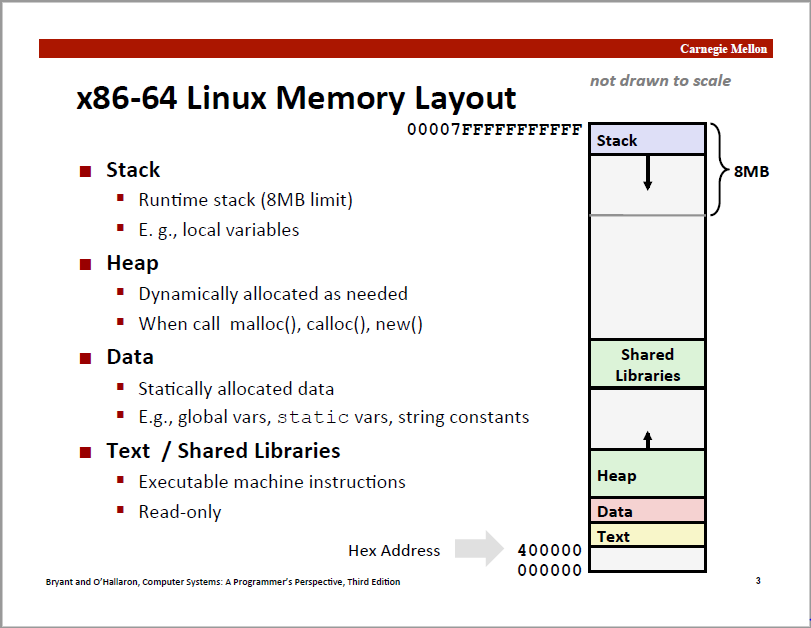 Carnegie Mellon
not drawn to scale
x86-64 Linux Memory Layout
00007FFFFFFFFFFF
Stack
8MB
Stack
Runtime stack (8MB limit)
E. g., local variables
Heap
Dynamically allocated as needed
When call malloc(), calloc(), new()
Data
Statically allocated data
E.g., global vars, static vars, string constants
Text / Shared Libraries
Executable machine instructions
Read-only
Shared
Libraries
Heap
Data
Text
Hex Address
400000
000000
Bryant and O'Hallaron, Computer Systems: A Programmer's Perspective, Third Edition
3